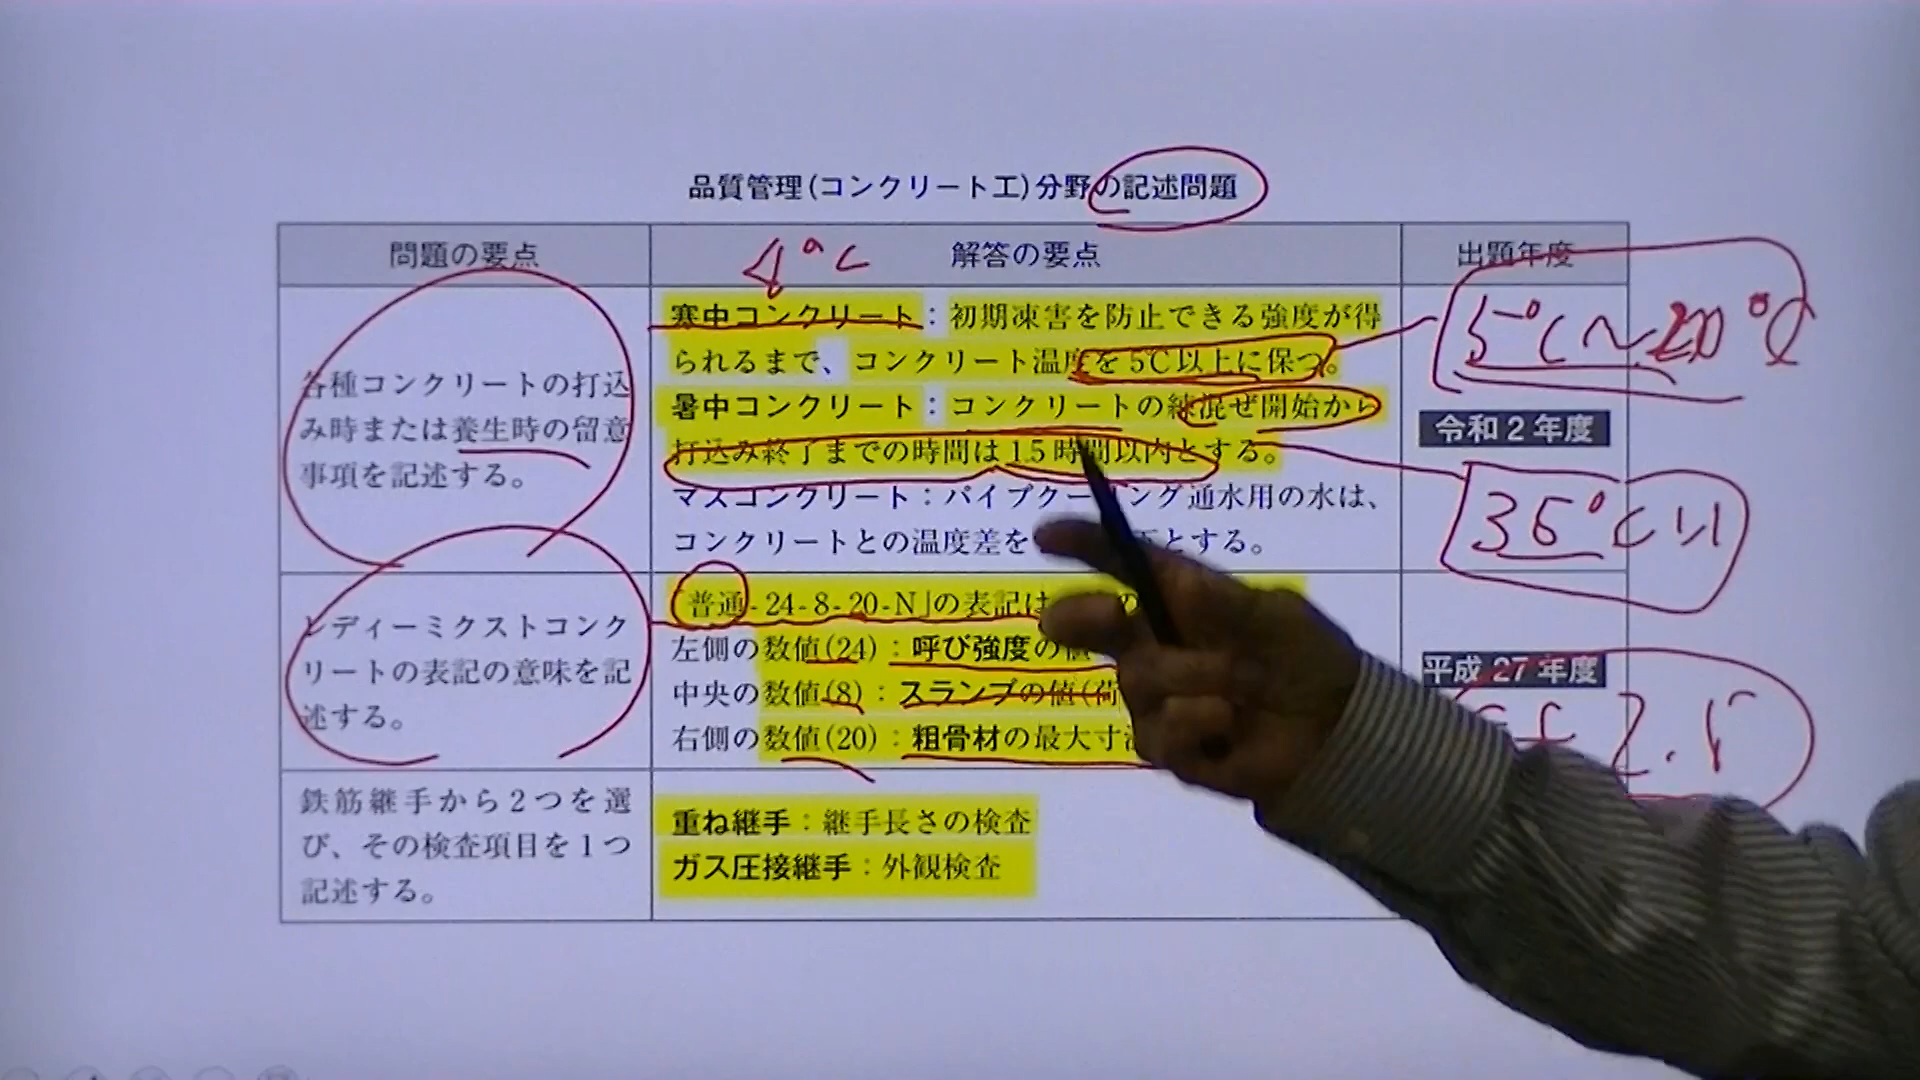 品質管理(コンクリート工)分野の記述問題
問題の要点
解答の要点
出題年度
4°C
各種コンクリートの打込
み時または養生時の留意
事項を記述する。
寒中コンクリート：初期凍害を防止できる強度が得
られるまで、コンクリート温度を5℃以上に保つ。
暑中コンクリート：コンクリートの練混ぜ開始から
打込み終了までの時間は1.5時間以内とする。
マスコンクリート：パイプクーリング通水用の水は、
コンクリートとの温度差を とする。
5°C～20°C
令和2年度
35°C
レディーミクストコンク
リートの表記の意味を記
述する。
「普通-24-8-20-N」の表記は
左側の数値(24)：呼び強度の値
中央の数値(8)：スランプの値(荷
右側の数値(20)：粗骨材の最大寸
平成27年度
2.5
鉄筋継手から2つを選
び、その検査項目を1つ
記述する。
重ね継手：継手長さの検査
ガス圧接継手：外観検査